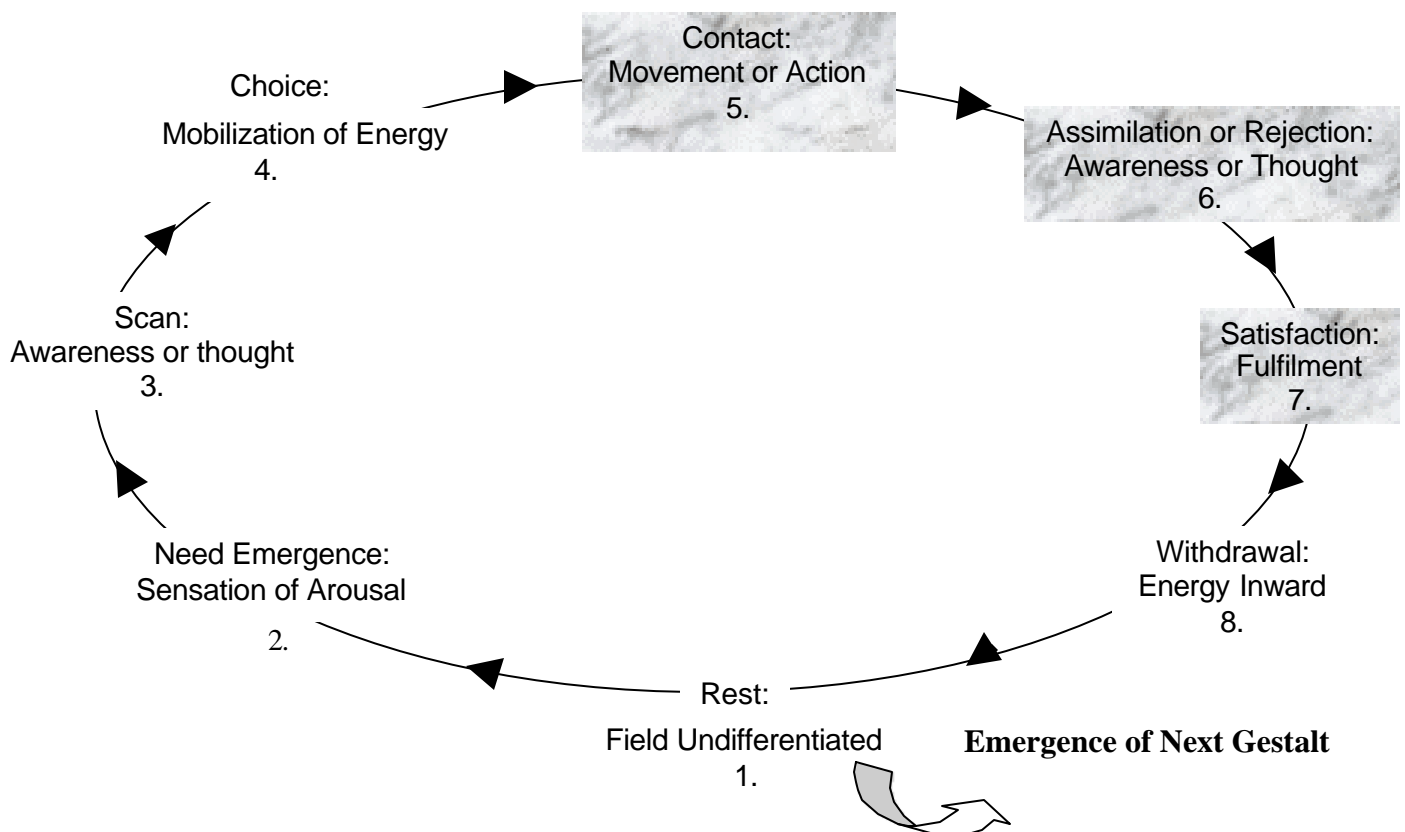 Contact:
Movement or Action
5.
Choice:
Mobilization of Energy
4.
Assimilation or Rejection:
Awareness or Thought
6.
Scan:
Awareness or thought
3.
Satisfaction:
Fulfilment
7.
Need Emergence:
Sensation of Arousal
2.
Withdrawal:
Energy Inward
8.
Rest:
Field Undifferentiated
1.
Emergence of Next Gestalt